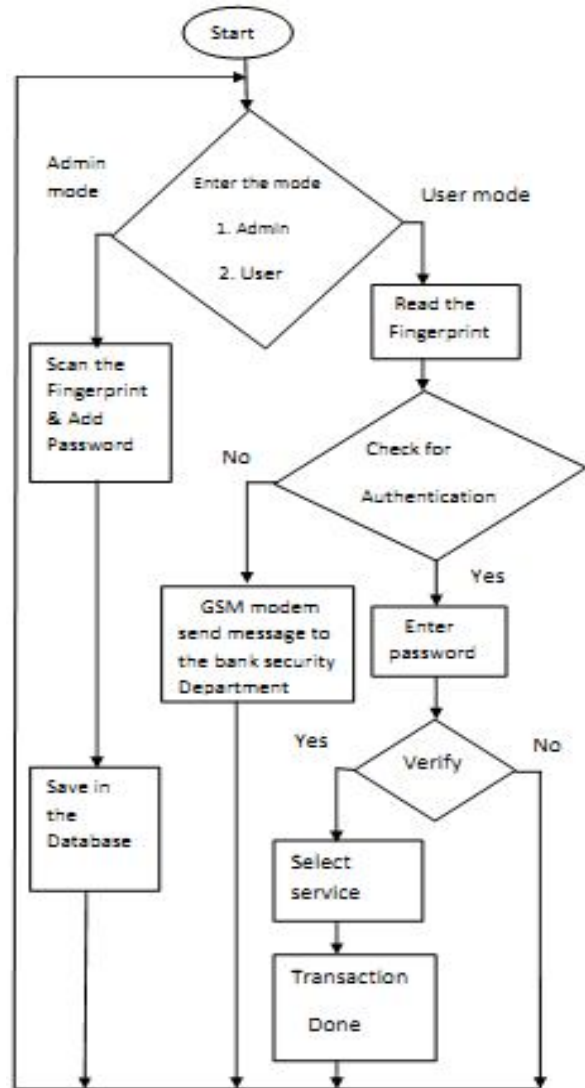 Start
Admin
mode
Enter the mode
1. Admin
2. User
User mode
Read the
Fingerprint
Scan the
Fingerprint
& Add
Password
No
Check for
Authentication
Yes
GSM modem
send message to
the bank security
Department
Enter
password
Yes
Verify
No
Save in
the
Database
Select
service
Transaction
Done